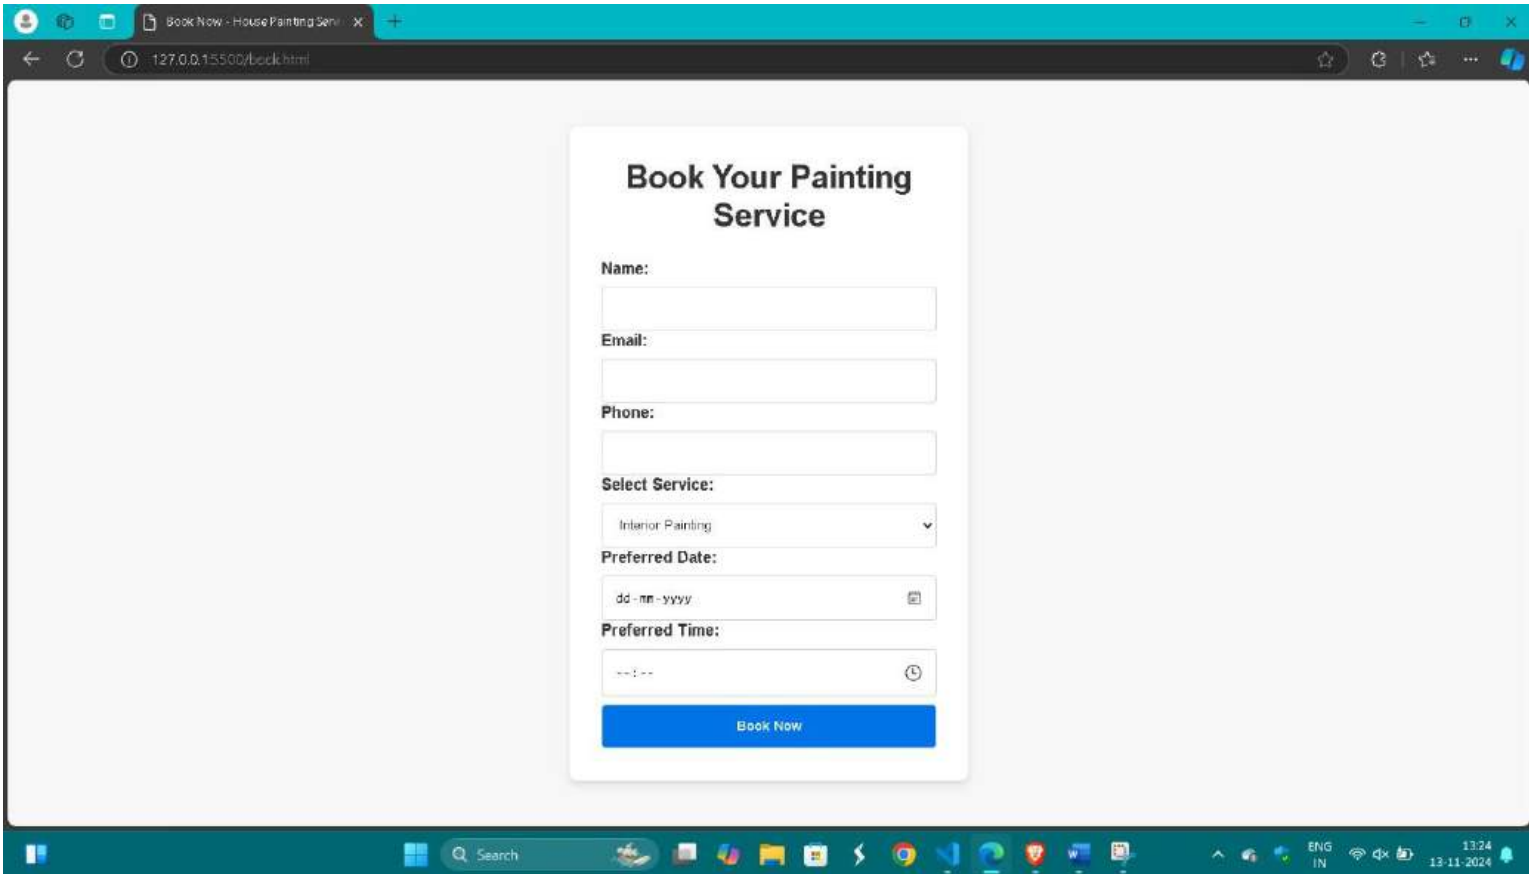 Book Now - House Painting Serv
127.0.0.1:5500/book.html
Book Your Painting
Service
Name:
Email:
Phone:
Select Service:
Interior Painting
Preferred Date:
dd-mm-yyyy
Preferred Time:
--:--
Book Now
Search
ENG
IN
13:24
13-11-2024